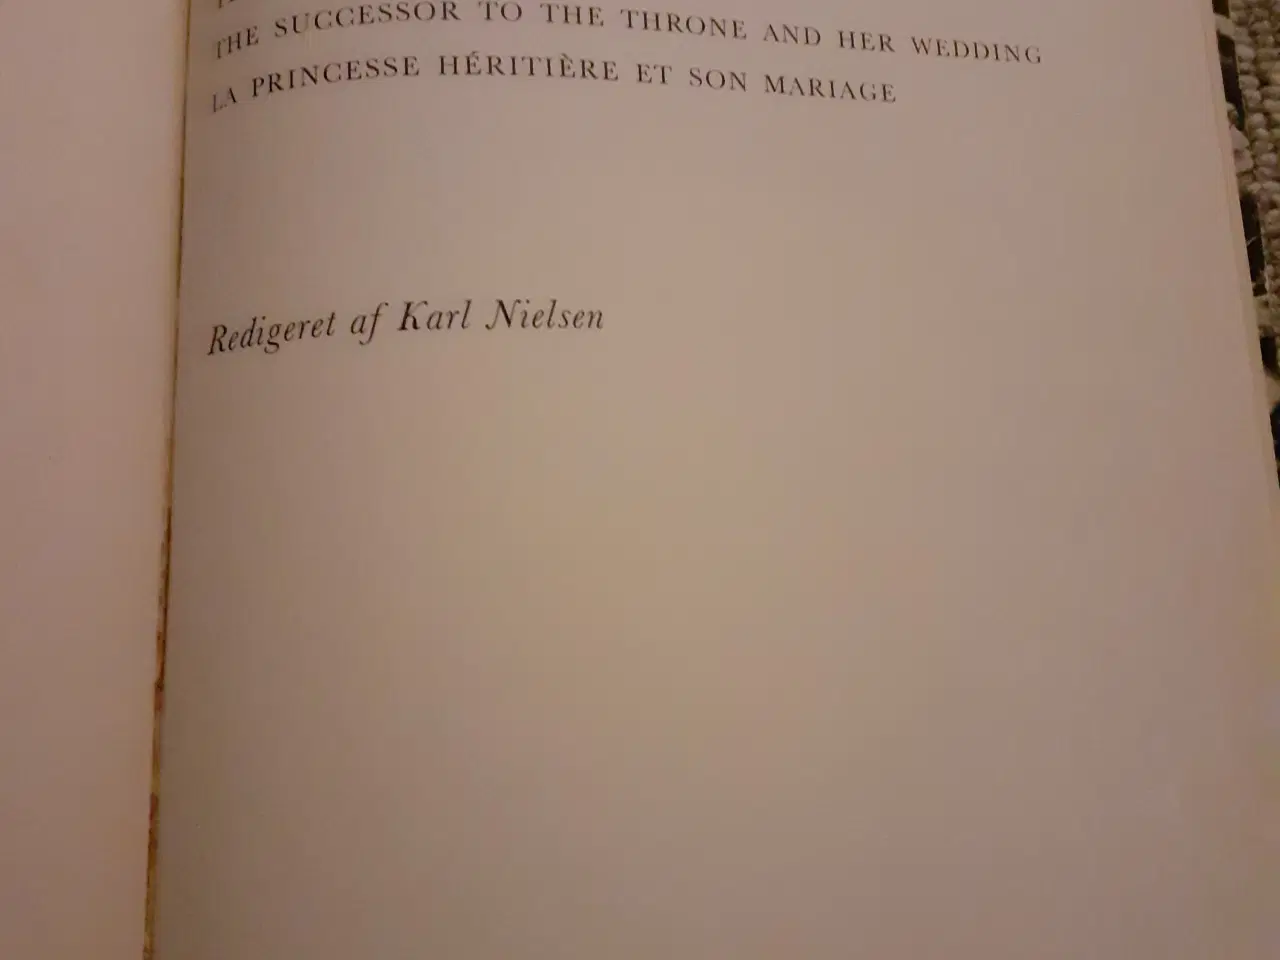 THE SUCCESSOR TO THE THRONE AND HER WEDDING
LA PRINCESSE HÉRITIÈRE ET SON MARIAGE
Redigeret af Karl Nielsen